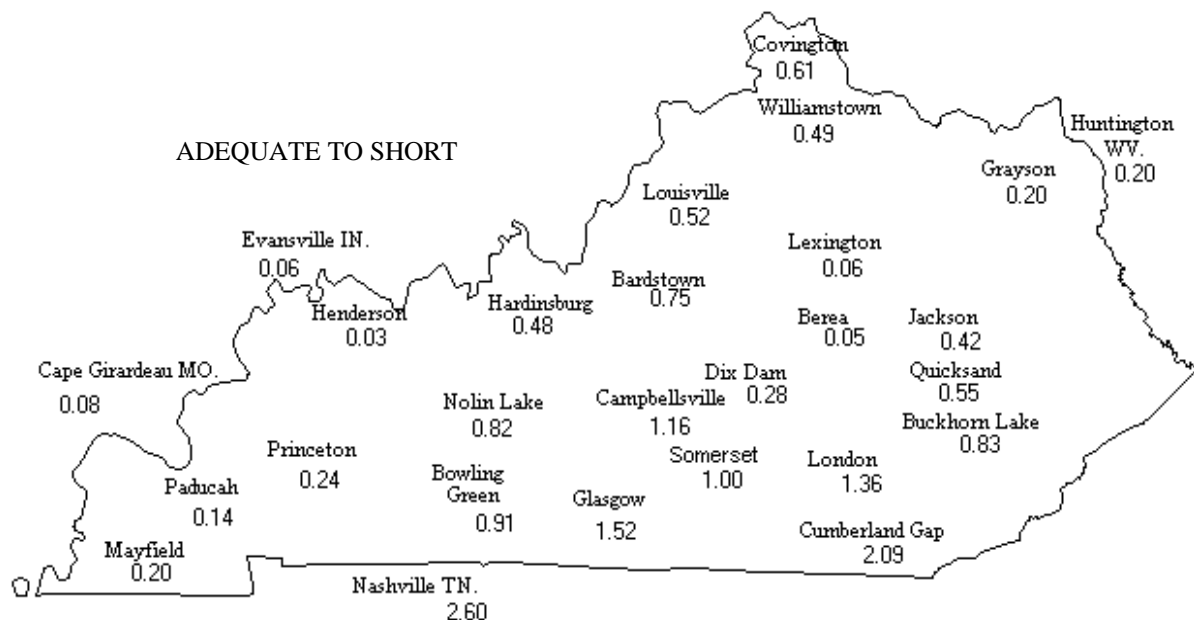 Covington
0.61
Williamstown
0.49
Huntington
WV.
0.20
ADEQUATE TO SHORT
Grayson
0.20
Louisville
0.52
Evansville IN.
0.06
Lexington
0.06
Bardstown
0.75
Hardinsburg
0.48
Henderson
0.03
Berea
0.05
Jackson
0.42
Cape Girardeau MO.
0.08
Dix Dam
0.28
Quicksand
0.55
Nolin Lake
0.82
Campbellsville
1.16
Buckhorn Lake
0.83
Princeton
0.24
Somerset
1.00
London
1.36
Bowling
Green
0.91
Paducah
0.14
Glasgow
1.52
Cumberland Gap
2.09
Mayfield
0.20
Nashville TN.
2.60